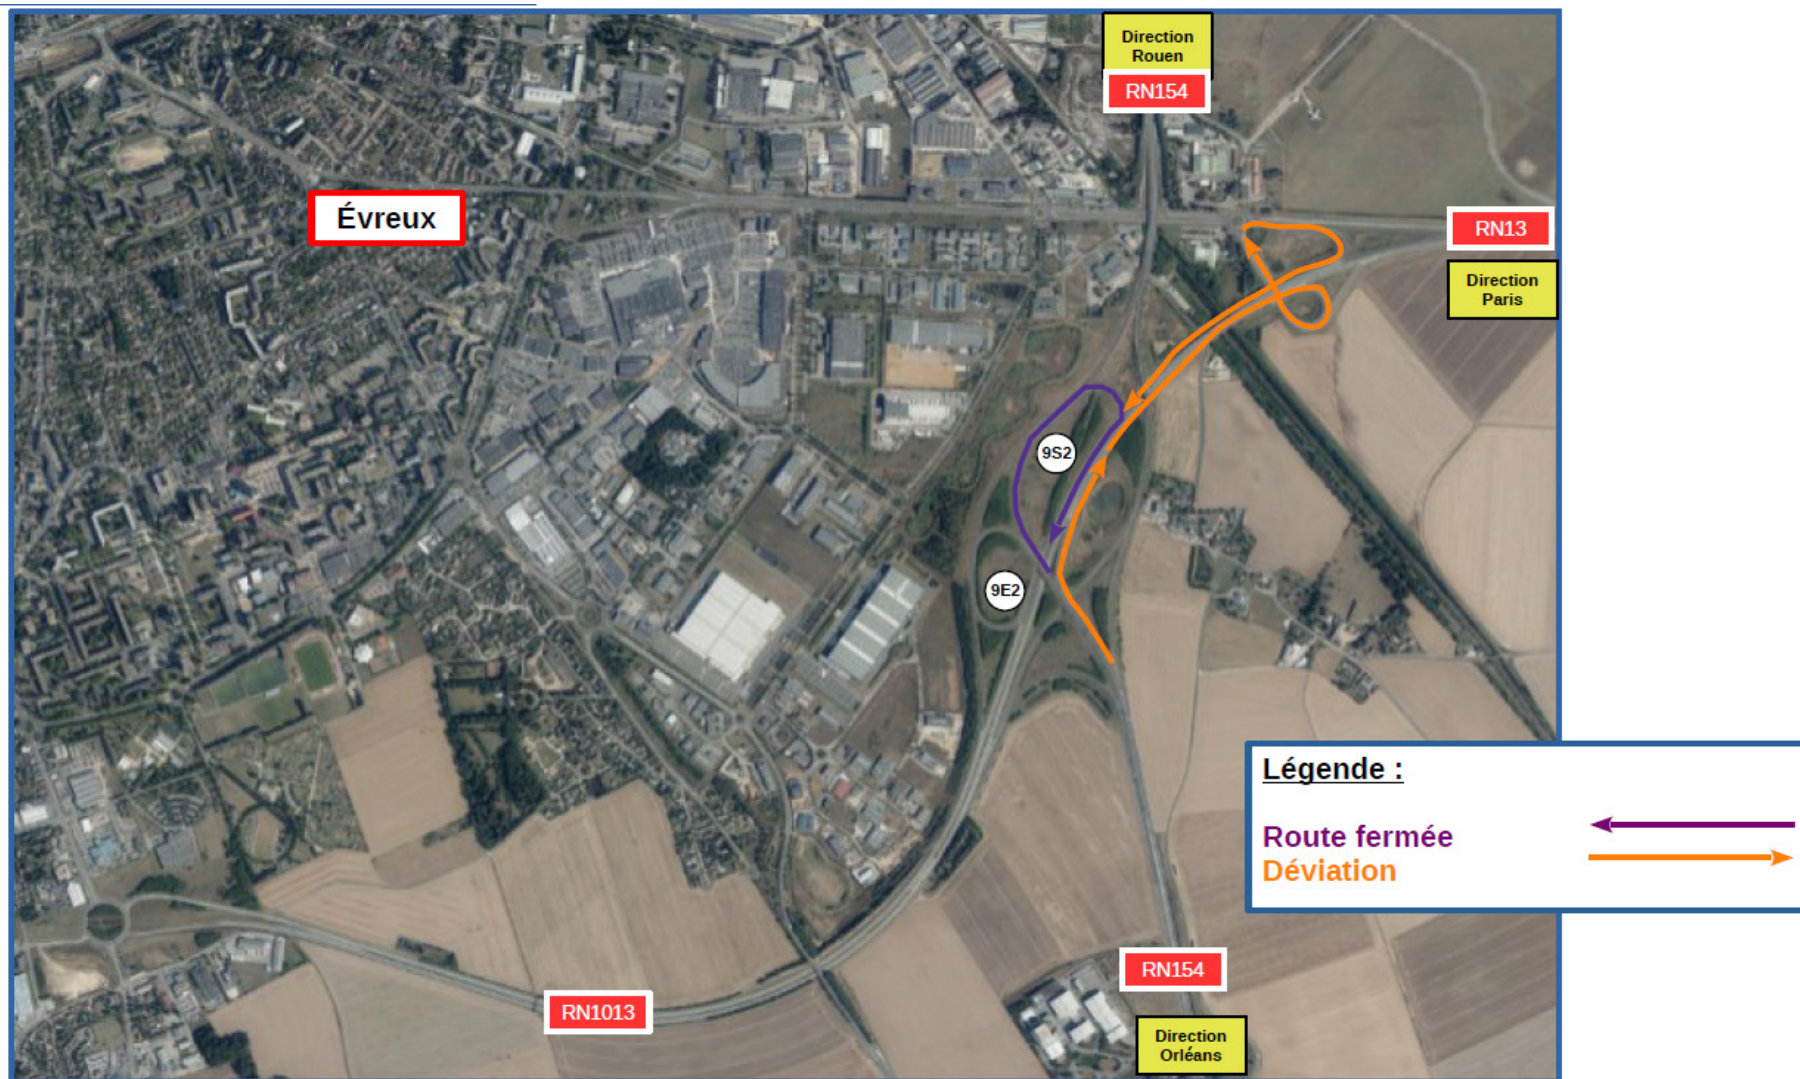 Direction
Rouen
RN154
Évreux
RN13
Direction
Paris
9S2
9E2
Légende :
Route fermée
Déviation
RN154
RN1013
Direction
Orléans